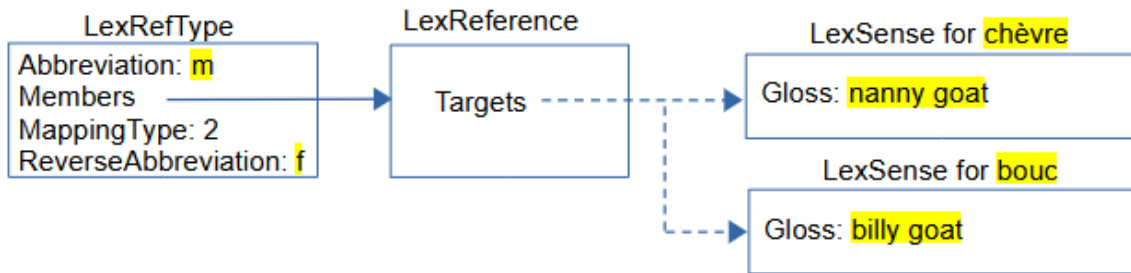 LexRefType
Abbreviation: m
Members
MappingType: 2
ReverseAbbreviation: f
LexReference
Targets
LexSense for chèvre
Gloss: nanny goat
LexSense for bouc
Gloss: billy goat